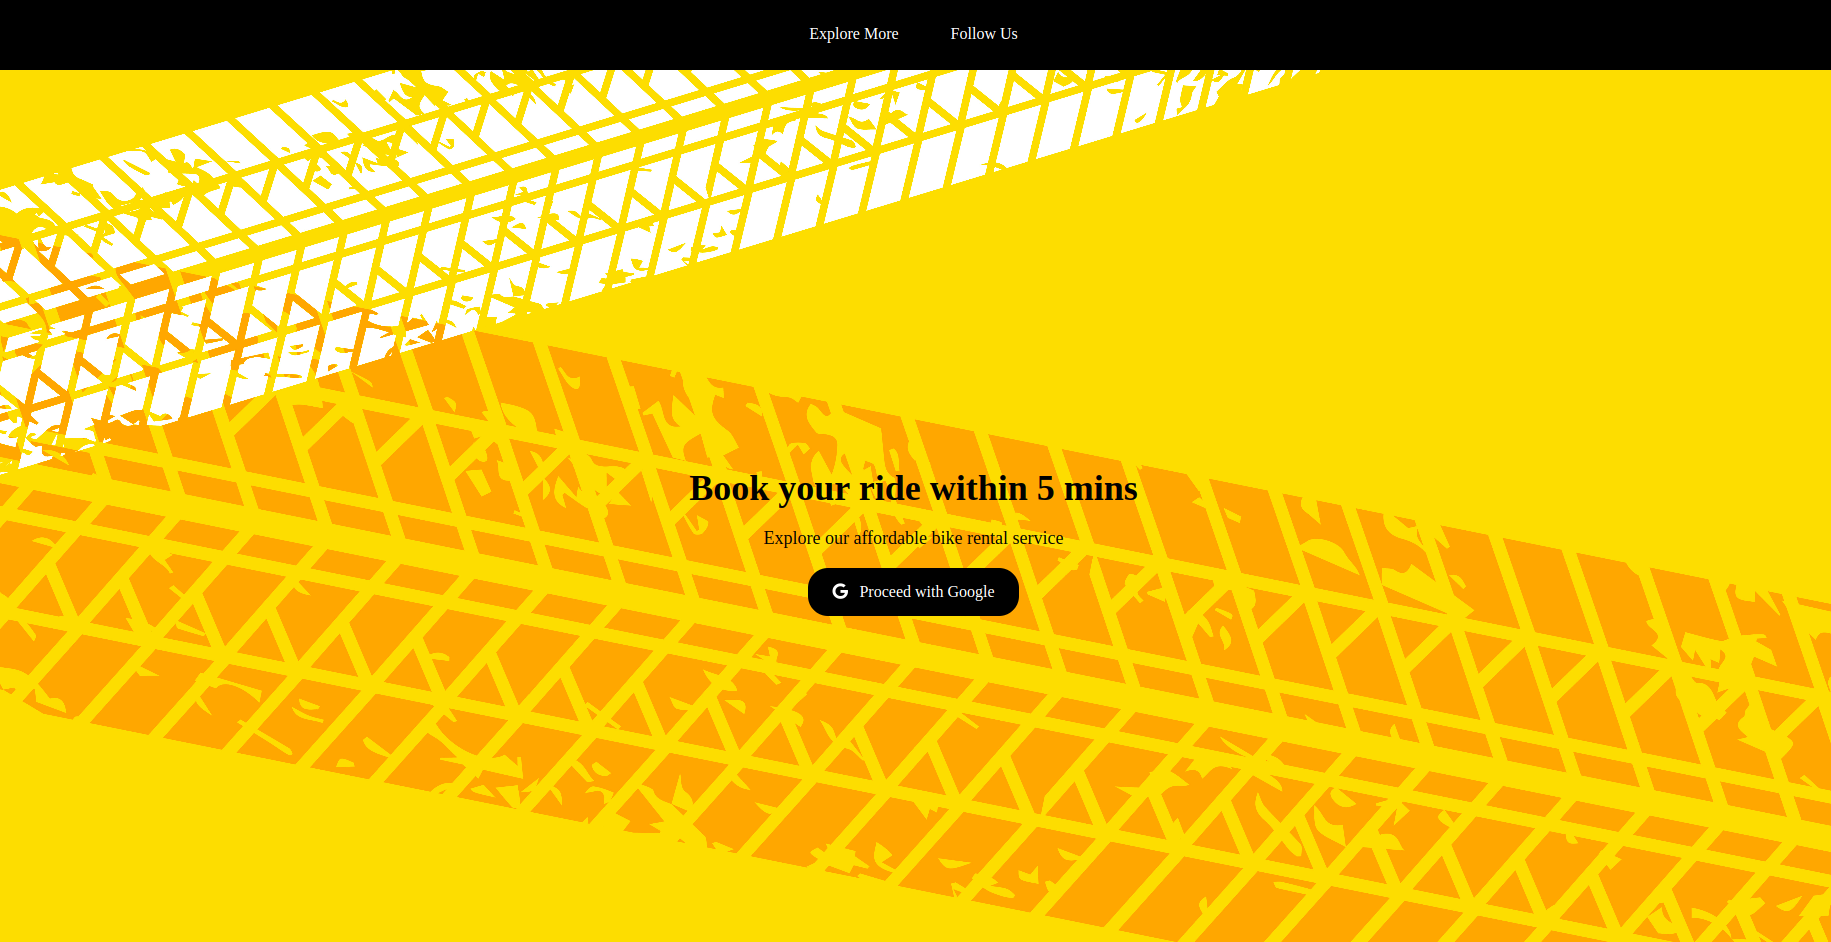 Explore More
Follow Us
Book your ride within 5 mins
Explore our affordable bike rental service
Proceed with Google